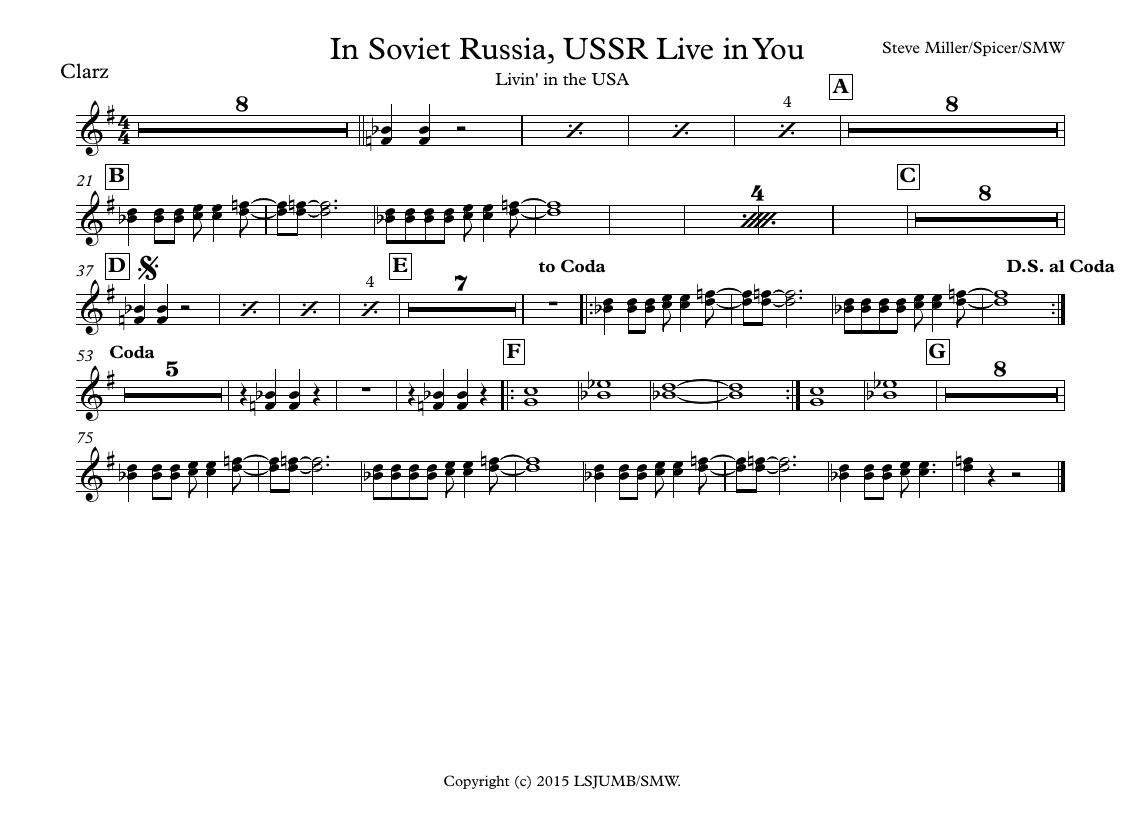 In Soviet Russia, USSR Live in You
Steve Miller/Spicer/SMW
Clarz
Livin' in the USA
8 4 A 8
21 B 4 C 8
37 D 4 E 7 to Coda D.S. al Coda
53 Coda 5 F G 8
75
Copyright (c) 2015 LSJUMB/SMW.